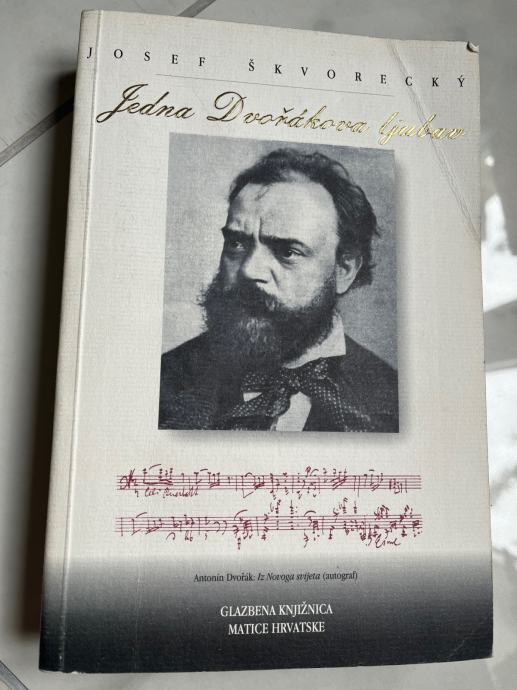 JOSEF ŠKVORECKÝ
Jedna Dvořákova ljubav
Antonín Dvořák: Iz Novoga svijeta (autograf)
GLAZBENA KNJIŽNICA
MATICE HRVATSKE